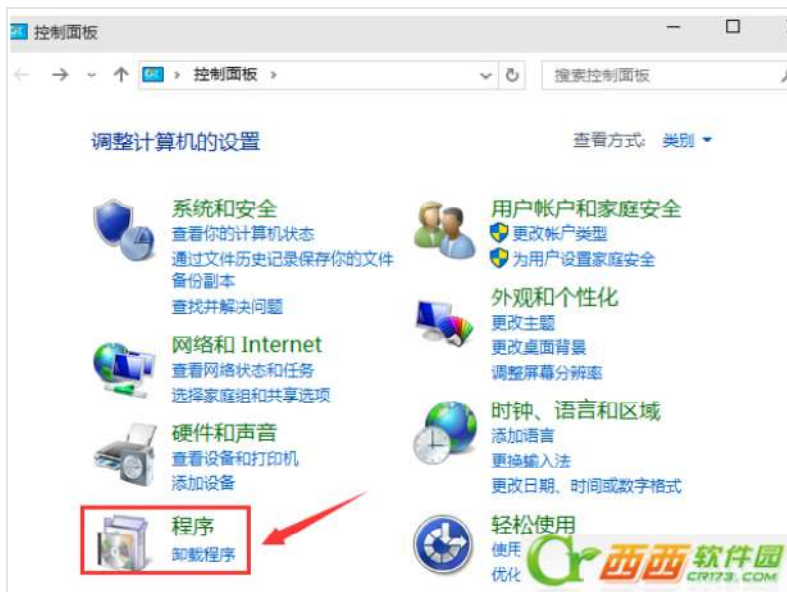 控制面板
控制面板
搜索控制面板
调整计算机的设置
查看方式: 类别
系统和安全
查看你的计算机状态
通过文件历史记录保存你的文件
备份副本
查找并解决问题
网络和 Internet
查看网络状态和任务
选择家庭组和共享选项
硬件和声音
查看设备和打印机
添加设备
程序
卸载程序
用户帐户和家庭安全
更改帐户类型
为用户设置家庭安全
外观和个性化
更改主题
更改桌面背景
调整屏幕分辨率
时钟、语言和区域
添加语言
更换输入法
更改日期、时间或数字格式
轻松使用
使用
优化
西西软件园
CR173.COM